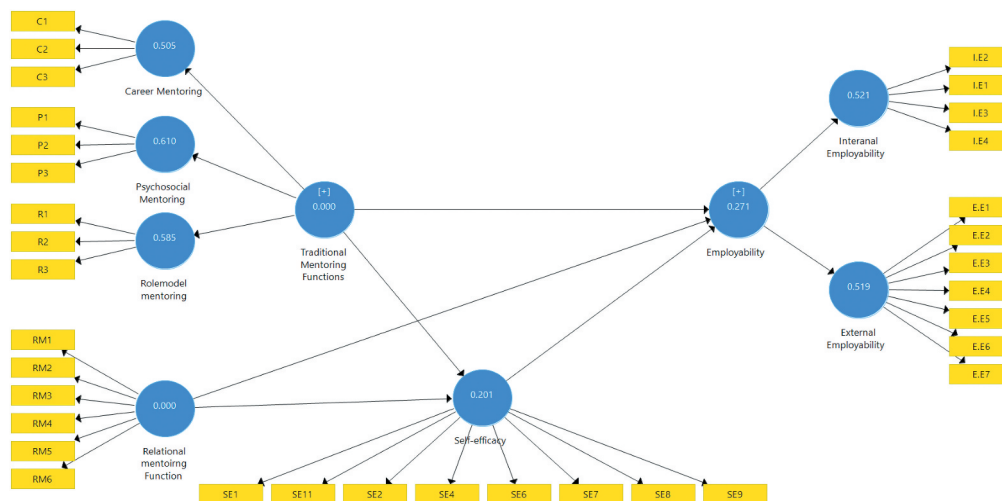 C1
C2
C3
0.505
Career Mentoring
P1
P2
P3
0.610
Psychosocial
Mentoring
R1
R2
R3
0.585
Rolemodel
mentoring
[+]
0.000
Traditional
Mentoring
Functions
RM1
RM2
RM3
RM4
RM5
RM6
0.000
Relational
mentoirng
Function
0.201
Self-efficacy
SE1
SE11
SE2
SE4
SE6
SE7
SE8
SE9
[+]
0.271
Employability
0.521
Interanal
Employability
I.E2
I.E1
I.E3
I.E4
0.519
External
Employability
E.E1
E.E2
E.E3
E.E4
E.E5
E.E6
E.E7